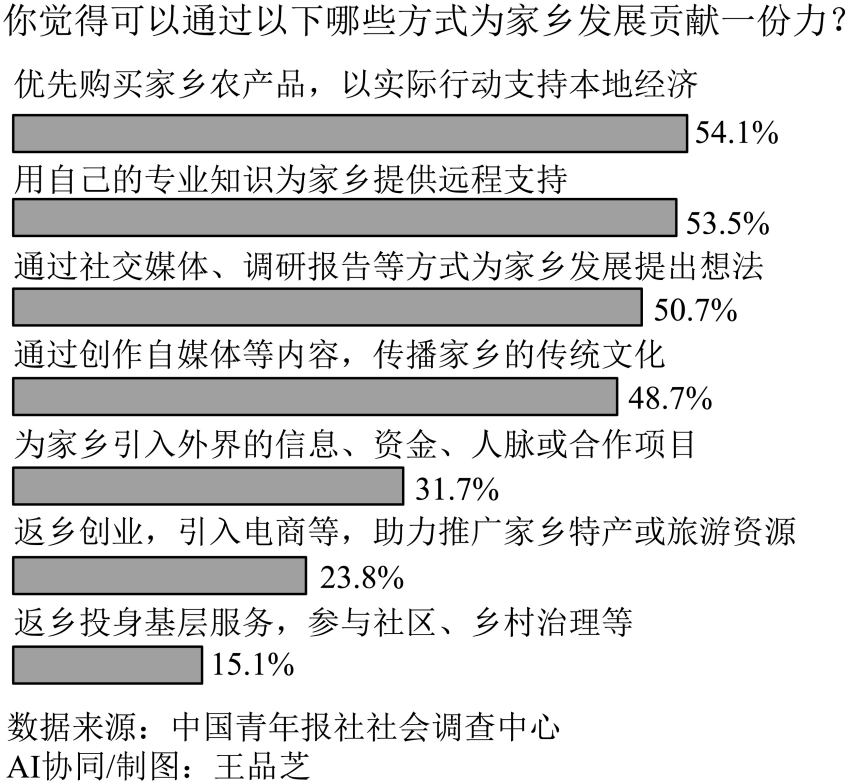 你觉得可以通过以下哪些方式为家乡发展贡献一份力？
优先购买家乡农产品，以实际行动支持本地经济
54.1%
用自己的专业知识为家乡提供远程支持
53.5%
通过社交媒体、调研报告等方式为家乡发展提出想法
50.7%
通过创作自媒体等内容，传播家乡的传统文化
48.7%
为家乡引入外界的信息、资金、人脉或合作项目
31.7%
返乡创业，引入电商等，助力推广家乡特产或旅游资源
23.8%
返乡投身基层服务，参与社区、乡村治理等
15.1%
数据来源：中国青年报社社会调查中心
AI协同/制图：王品芝